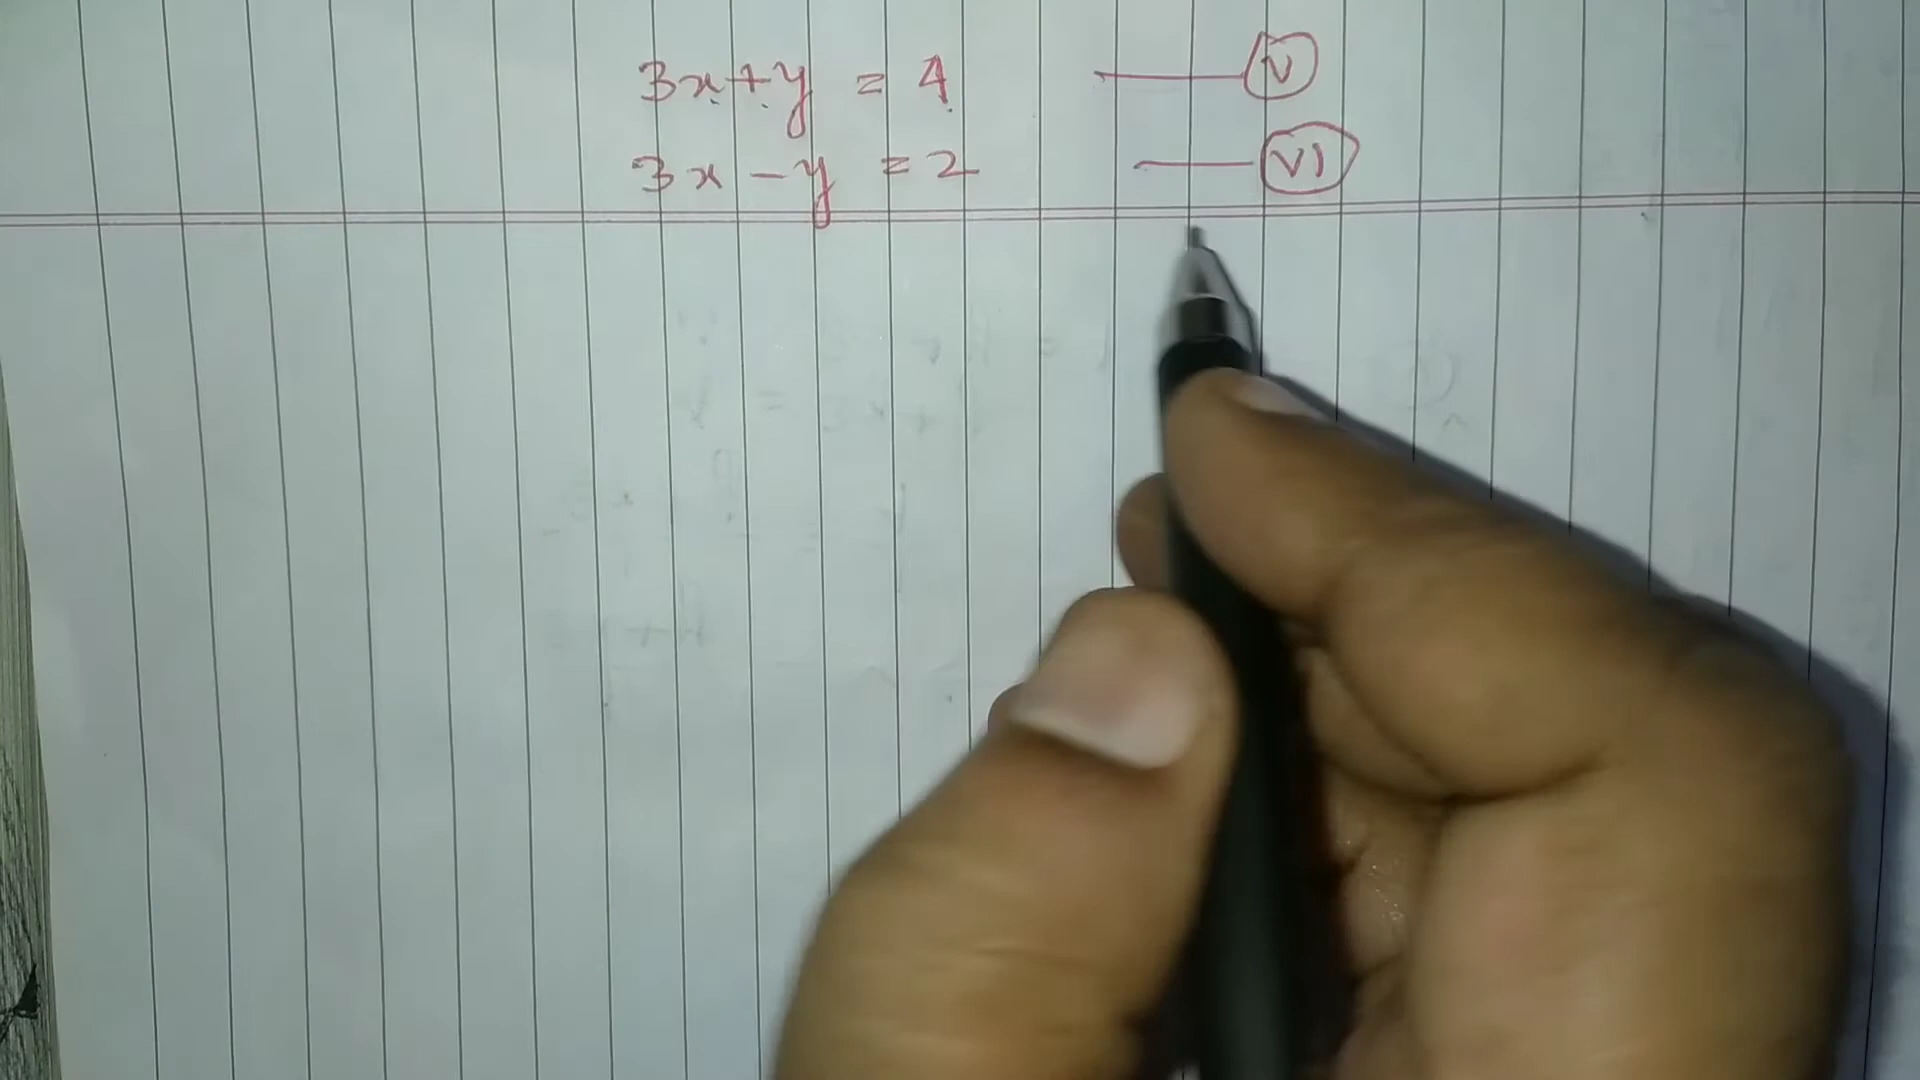 3x+y = 4 —— V
3x - y = 2 —— VI